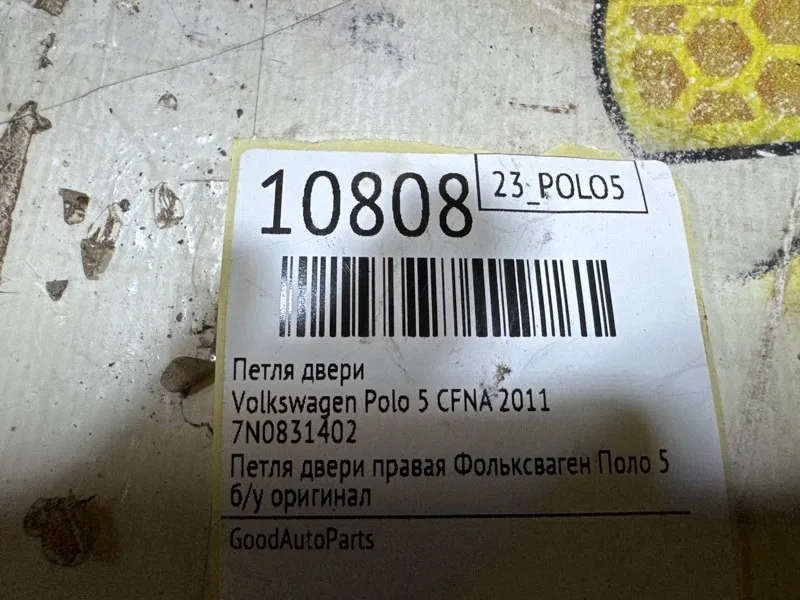 10808
23_POLO5
Петля двери
Volkswagen Polo 5 CFNA 2011
7N0831402
Петля двери правая Фольксваген Поло 5
б/у оригинал
GoodAutoParts